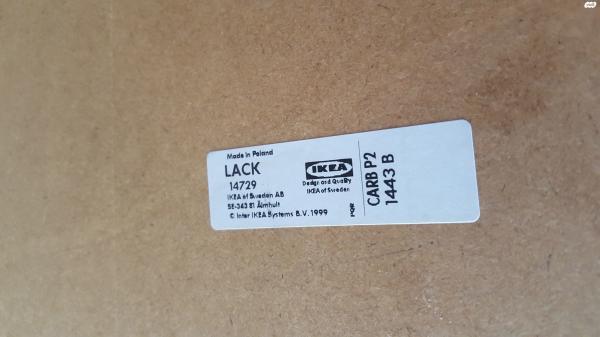 Made in Poland
LACK
14729
IKEA of Sweden AB
SE-343 81 Älmhult
© Inter IKEA Systems B.V. 1999
IKEA
Design and Quality
IKEA of Sweden
PQR
CARB P2
1443 B